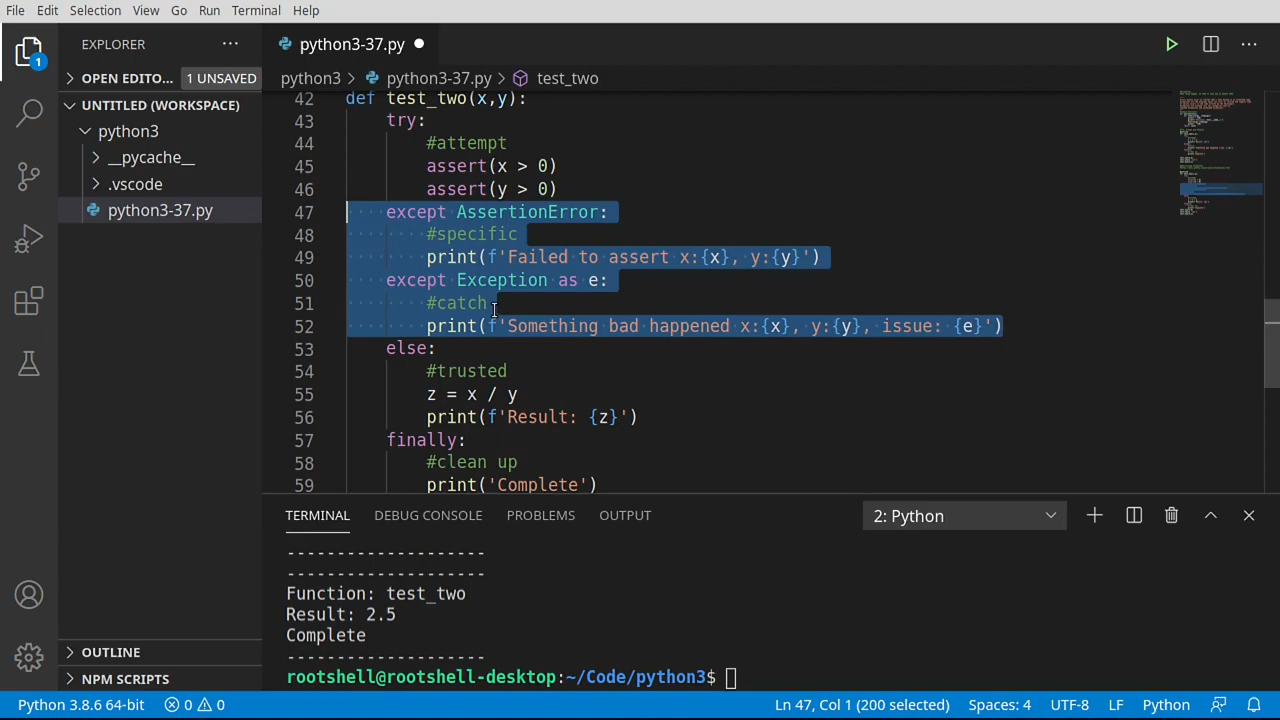 File Edit Selection View Go Run Terminal Help
EXPLORER
python3-37.py
1
OPEN EDITO... 1 UNSAVED
python3 > python3-37.py > test_two
UNTITLED (WORKSPACE)
python3
__pycache__
.vscode
python3-37.py
42 def test_two(x,y):
43 try:
44 #attempt
45 assert(x > 0)
46 assert(y > 0)
47 except AssertionError:
48 #specific
49 print(f'Failed to assert x:{x}, y:{y}')
50 except Exception as e:
51 #catch
52 print(f'Something bad happened x:{x}, y:{y}, issue: {e}')
53 else:
54 #trusted
55 z = x / y
56 print(f'Result: {z}')
57 finally:
58 #clean up
59 print('Complete')
TERMINAL DEBUG CONSOLE PROBLEMS OUTPUT 2: Python
-------------------
-------------------
Function: test_two
Result: 2.5
Complete
-------------------
rootshell@rootshell-desktop:~/Code/python3$
OUTLINE
NPM SCRIPTS
Python 3.8.6 64-bit 0 0 Ln 47, Col 1 (200 selected) Spaces: 4 UTF-8 LF Python